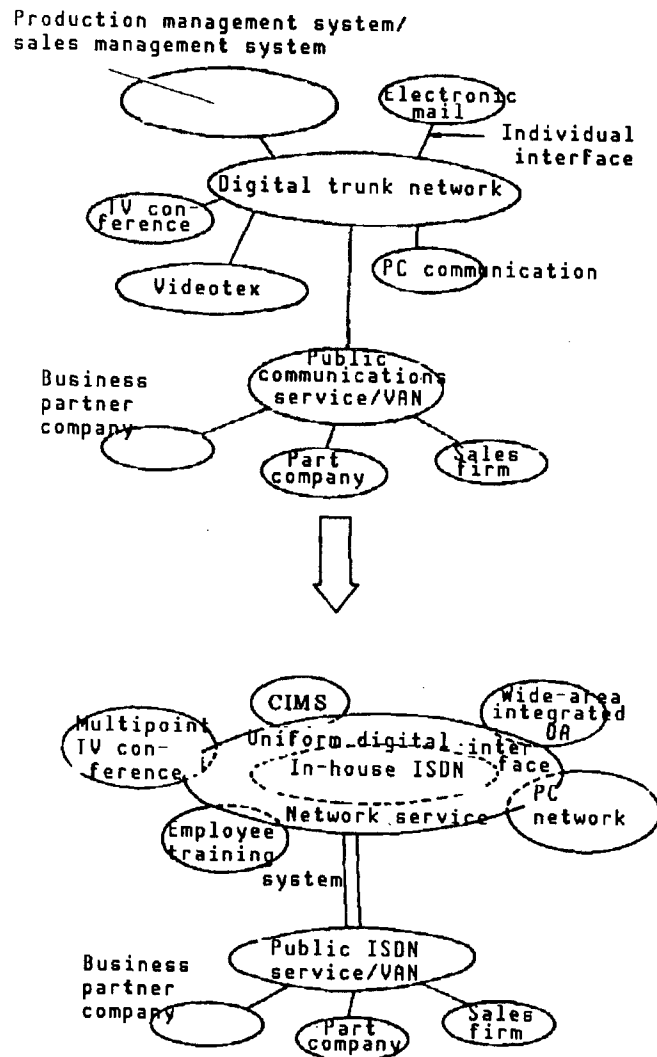 Production management system/
sales management system
Electronic
mail
Individual
interface
Digital trunk network
TV con-
ference
PC communication
Videotex
Public
communications
service/VAN
Business
partner
company
Part
company
Sales
firm
CIMS
Wide-area
integrated
OA
Multipoint
TV con-
ference
Uniform digital inter
face
In-house ISDN
Network service
PC
network
Employee
training
system
Public ISDN
service/VAN
Business
partner
company
Part
company
Sales
firm